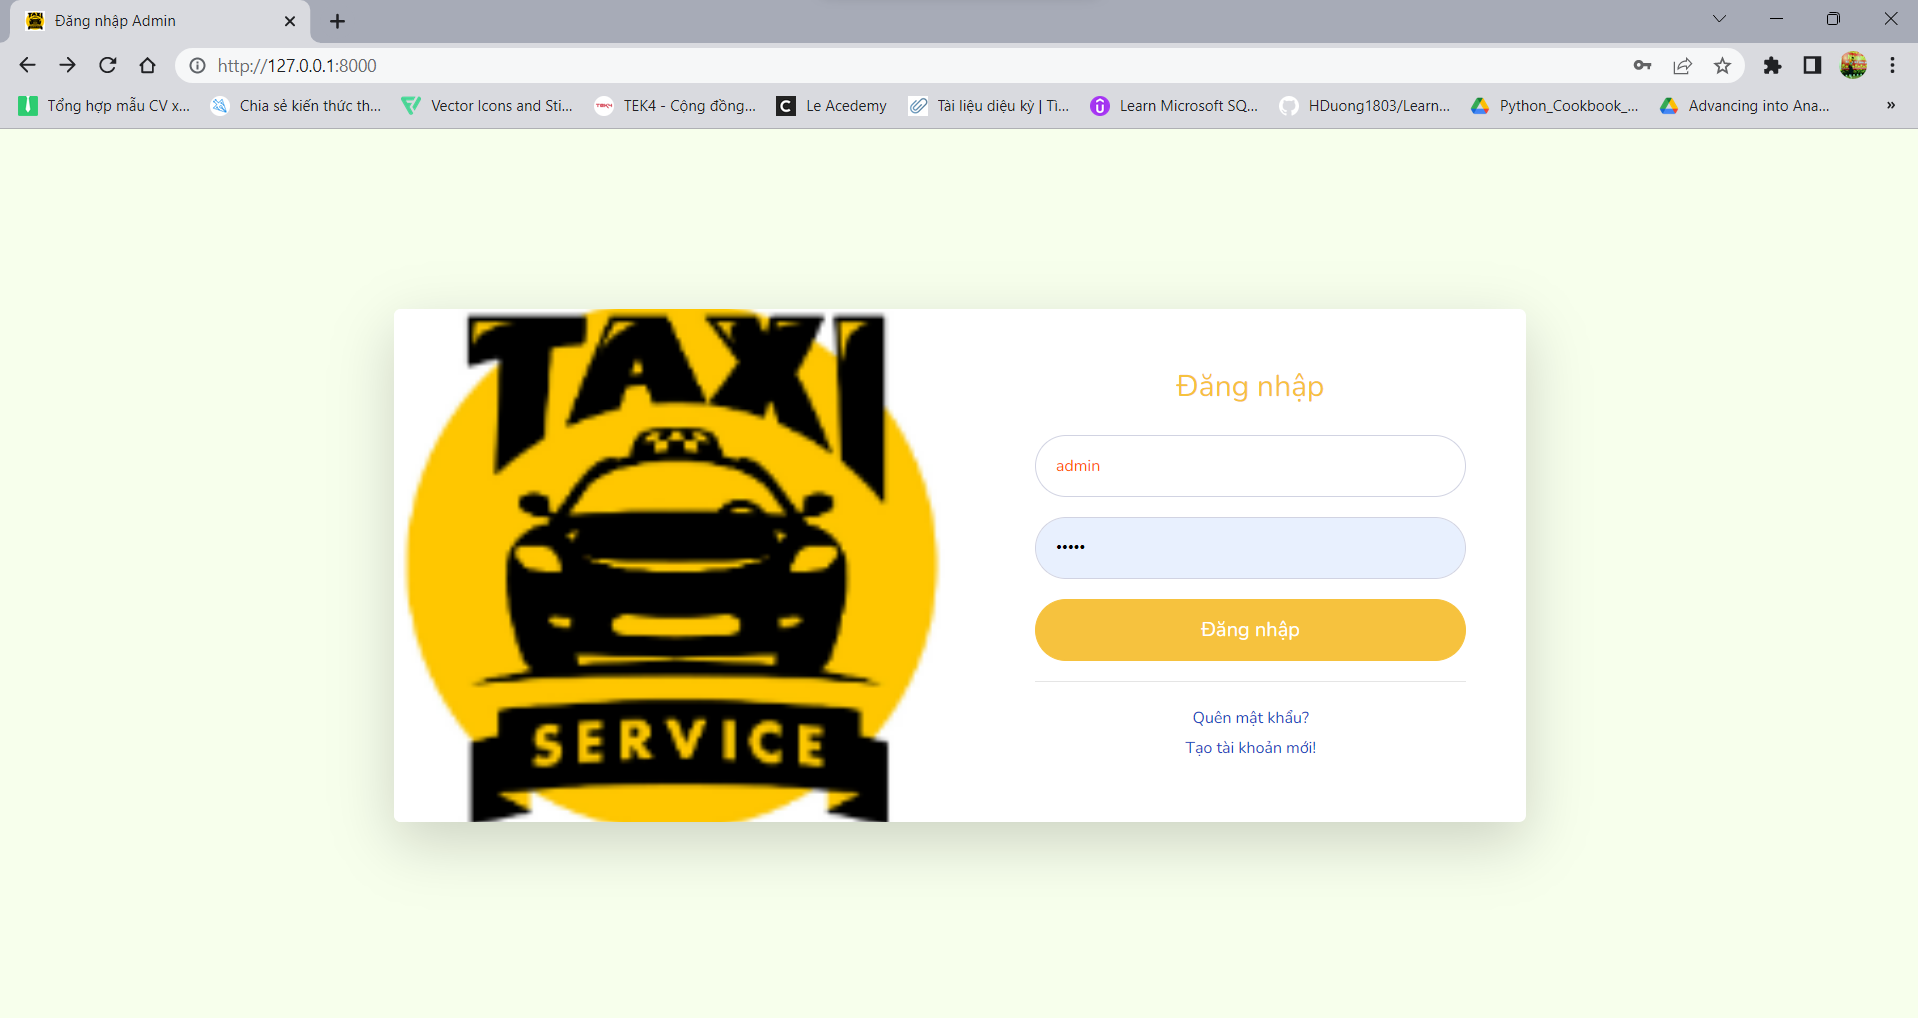 Đăng nhập Admin
http://127.0.0.1:8000
Tổng hợp mẫu CV x...
Chia sẻ kiến thức th...
Vector Icons and Sti...
TEK4 - Cộng đồng...
Le Acedemy
Tài liệu diệu kỳ | Tì...
Learn Microsoft SQ...
HDuong1803/Learn...
Python_Cookbook_...
Advancing into Ana...
»
TAXI
SERVICE
Đăng nhập
admin
•••••
Đăng nhập
Quên mật khẩu?
Tạo tài khoản mới!